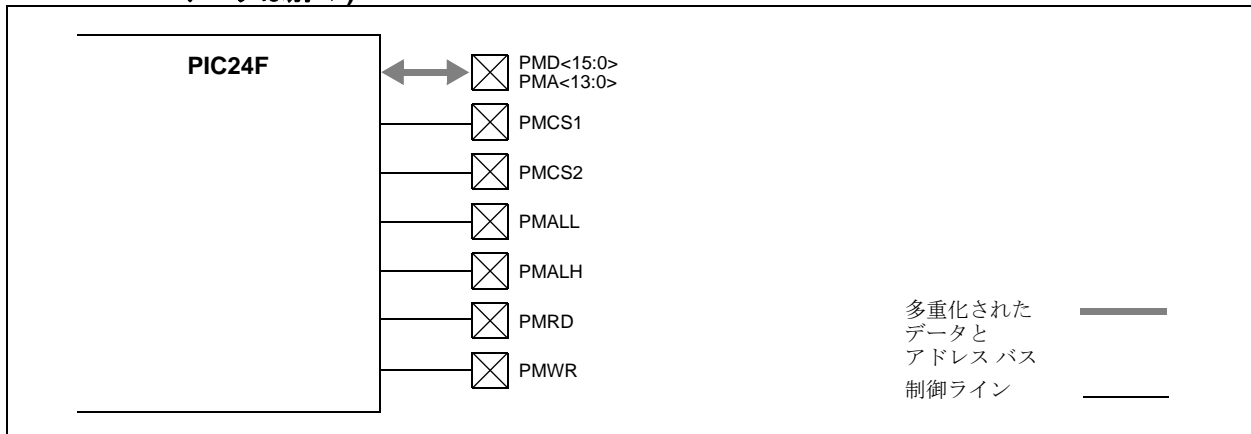 PIC24F
PMD<15:0>
PMA<13:0>
PMCS1
PMCS2
PMALL
PMALH
PMRD
PMWR
多重化された
データと
アドレス バス
制御ライン